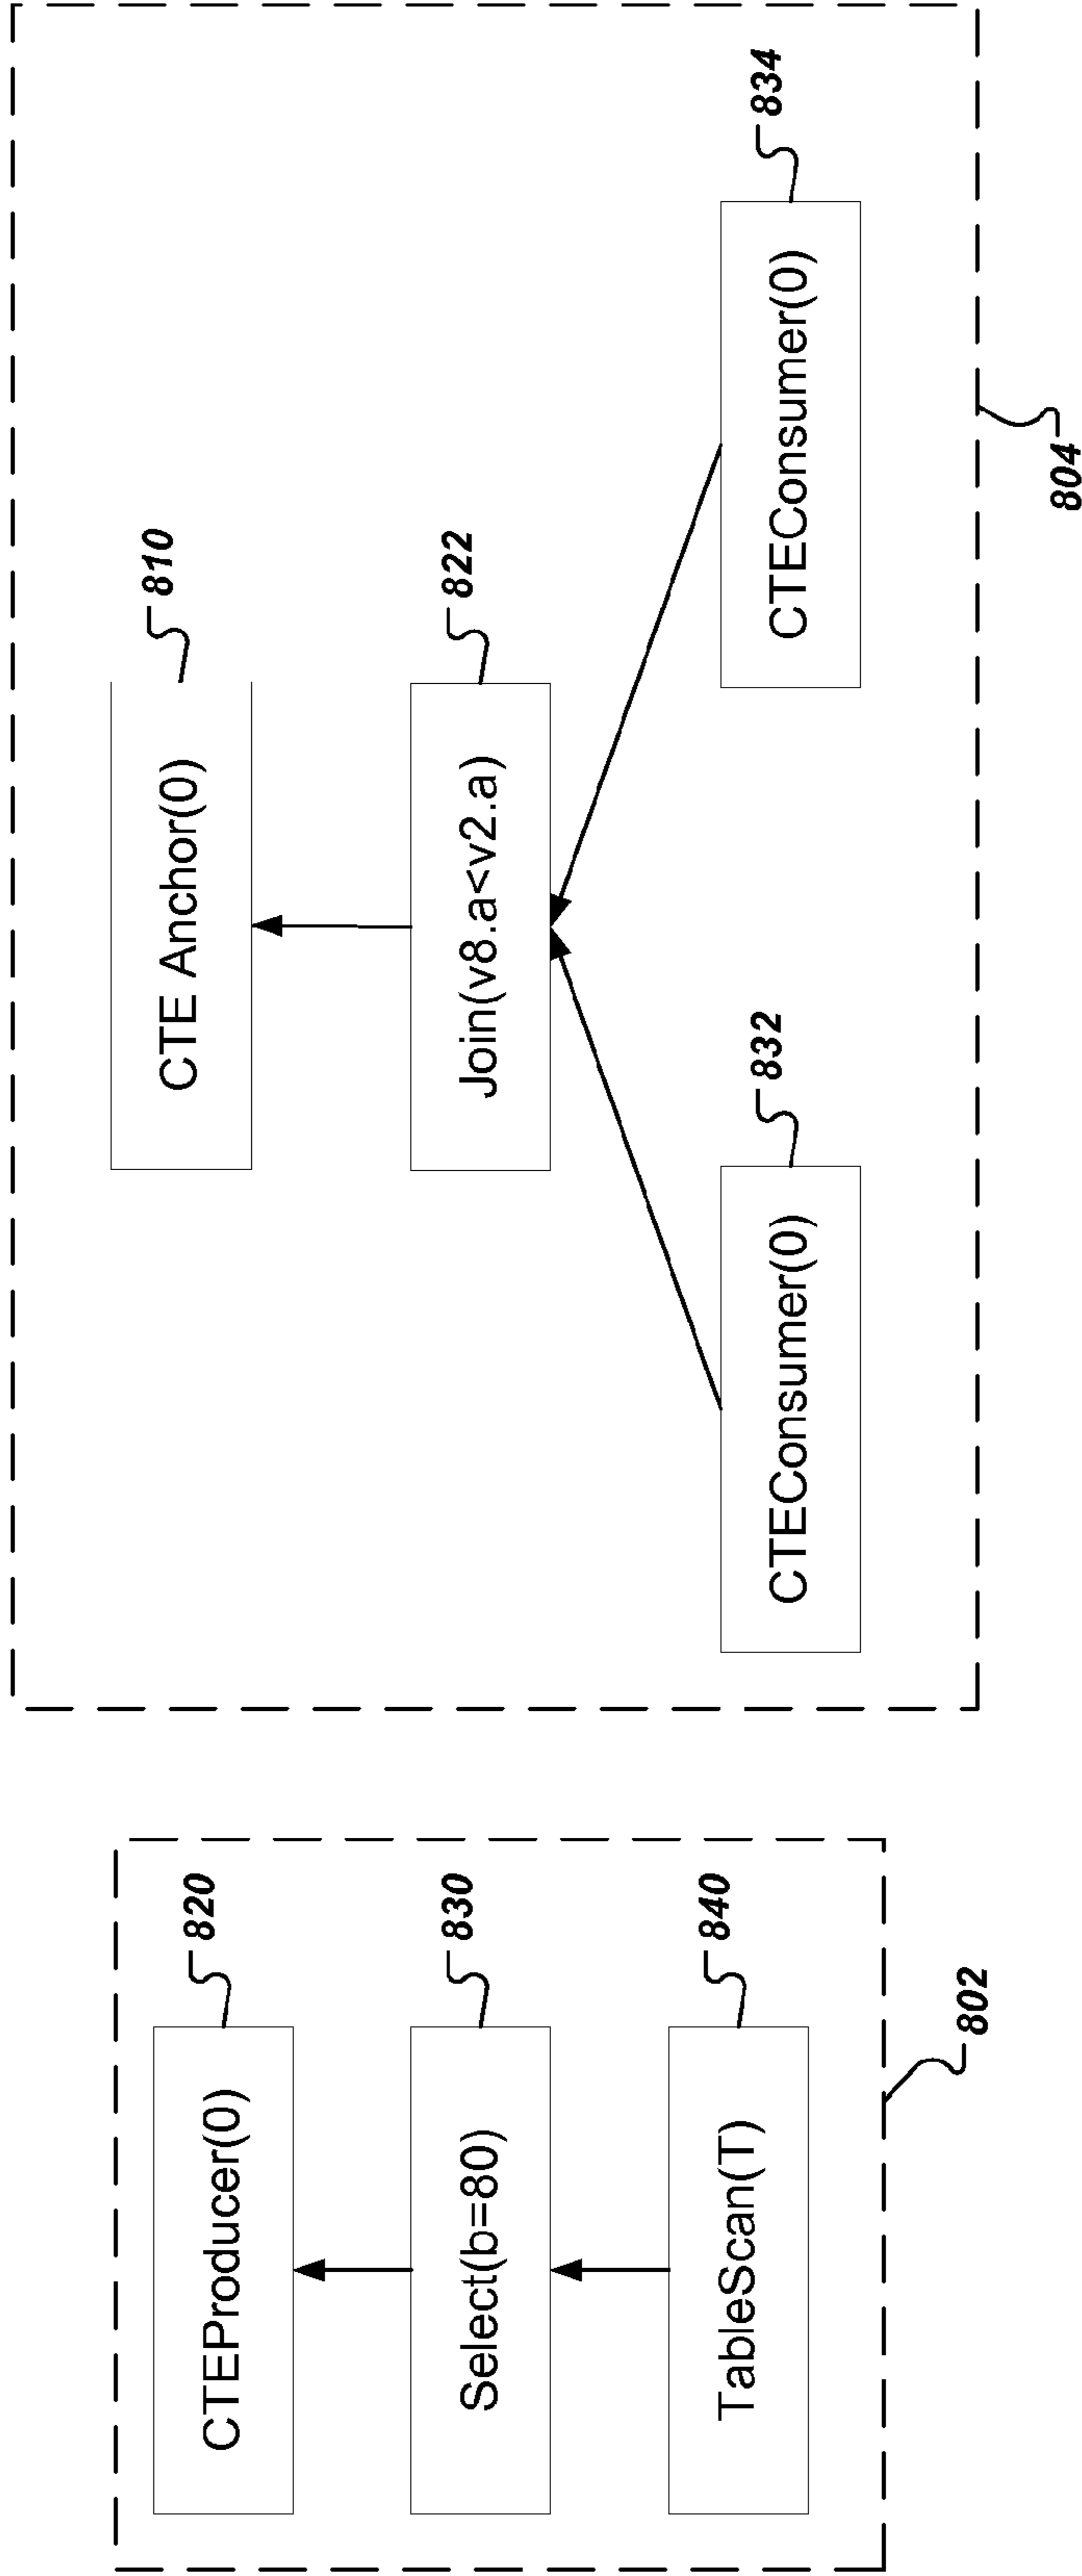 CTEProducer(0)
820
Select(b=80)
830
TableScan(T)
840
802
CTE Anchor(0)
810
Join(v8.a<v2.a)
822
CTEConsumer(0)
832
CTEConsumer(0)
834
804